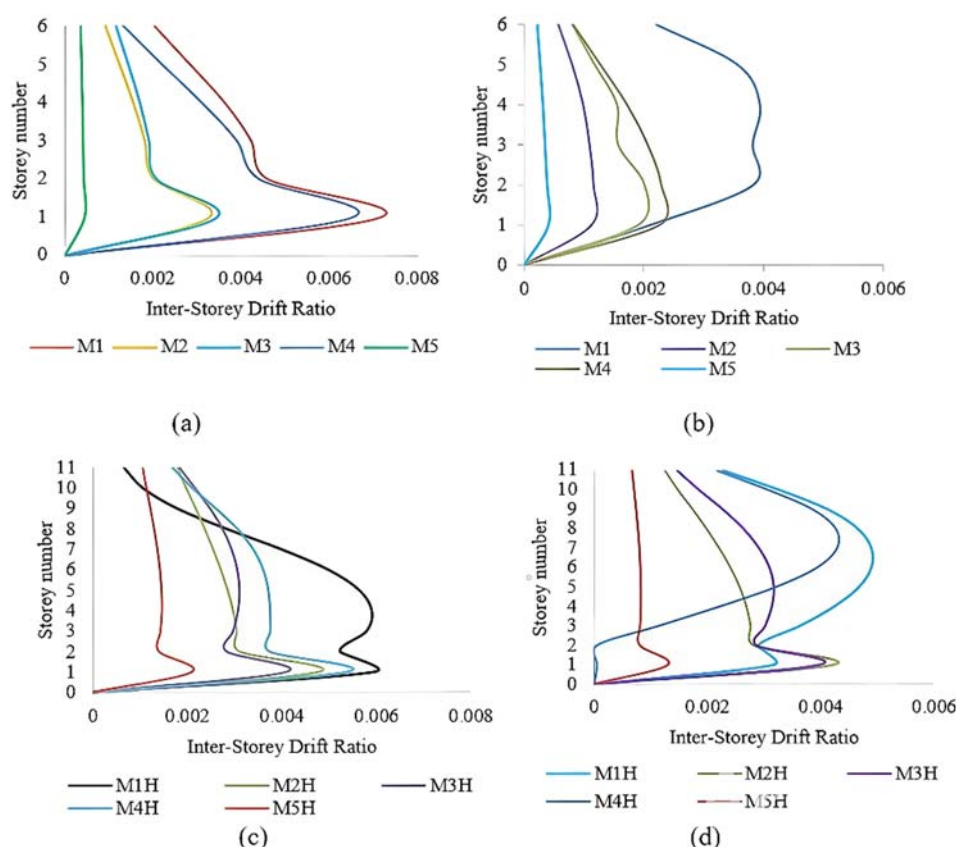 6
5
4
3
2
1
0
Storey number
0 0.002 0.004 0.006 0.008
Inter-Storey Drift Ratio
M1 M2 M3 M4 M5
(a)
6
5
4
3
2
1
0
Storey number
0 0.002 0.004 0.006
Inter-Storey Drift Ratio
M1 M2 M3
M4 M5
(b)
11
10
9
8
7
6
5
4
3
2
1
0
Storey number
0 0.002 0.004 0.006 0.008
Inter-Storey Drift Ratio
M1H M2H M3H
M4H M5H
(c)
11
10
9
8
7
6
5
4
3
2
1
0
Storey number
0 0.002 0.004 0.006
Inter-Storey Drift Ratio
M1H M2H M3H
M4H M5H
(d)